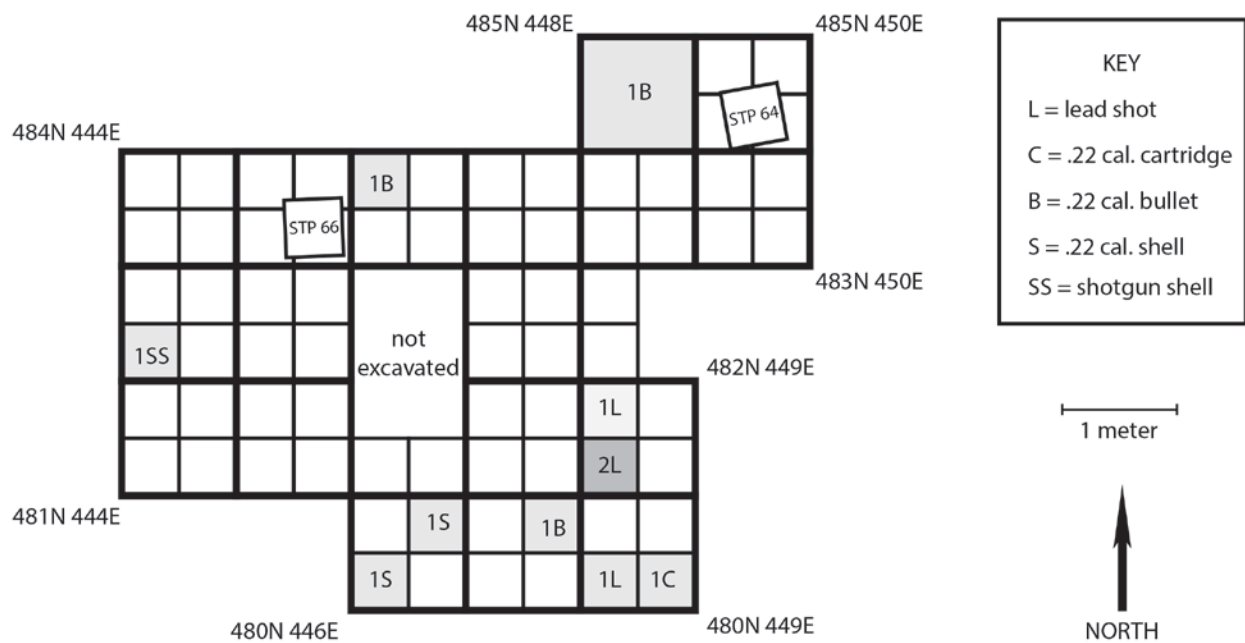 485N 448E
485N 450E
1B
STP 64
484N 444E
1B
STP 66
483N 450E
not
excavated
1SS
482N 449E
1L
2L
481N 444E
1S
1B
1S
1L
1C
480N 446E
480N 449E
KEY
L = lead shot
C = .22 cal. cartridge
B = .22 cal. bullet
S = .22 cal. shell
SS = shotgun shell
1 meter
NORTH